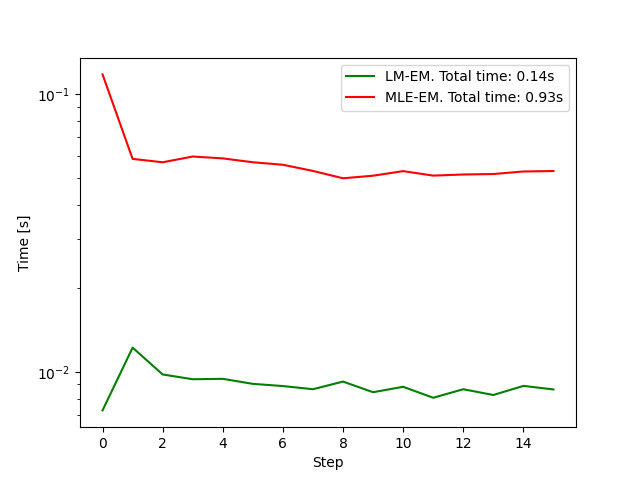 LM-EM. Total time: 0.14s
MLE-EM. Total time: 0.93s
10⁻¹
10⁻²
Time [s]
0 2 4 6 8 10 12 14
Step